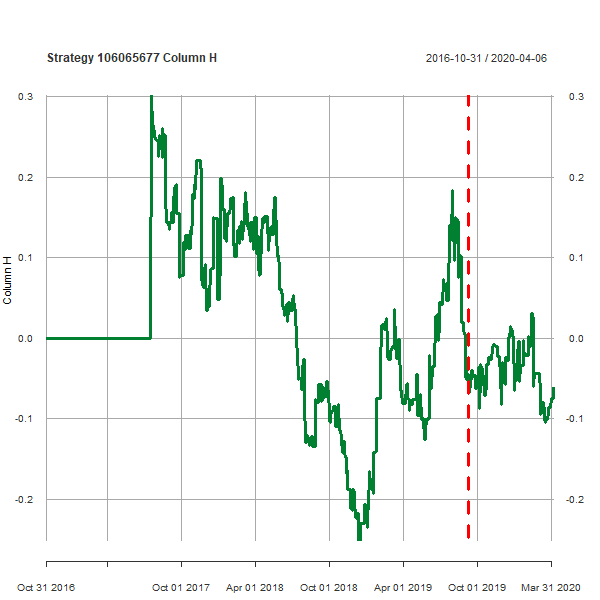 Strategy 106065677 Column H
2016-10-31 / 2020-04-06
0.3
0.3
0.2
0.2
0.1
0.1
Column H
0.0
0.0
-0.1
-0.1
-0.2
-0.2
Oct 31 2016
Oct 01 2017
Apr 01 2018
Oct 01 2018
Apr 01 2019
Oct 01 2019
Mar 31 2020